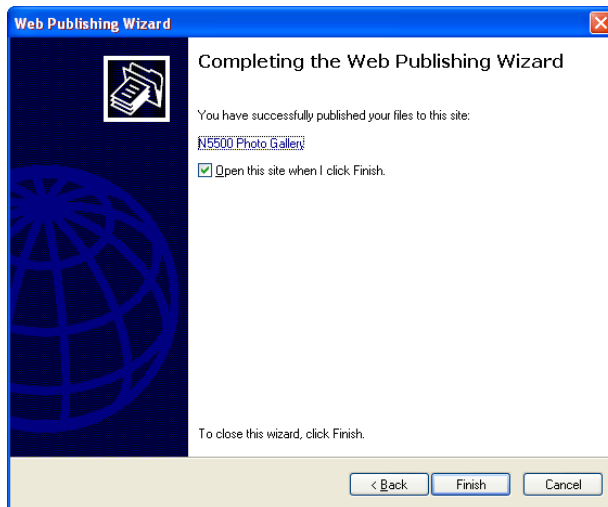 Web Publishing Wizard
Completing the Web Publishing Wizard
You have successfully published your files to this site:
N5500 Photo Gallery
Open this site when I click Finish.
To close this wizard, click Finish.
< Back
Finish
Cancel